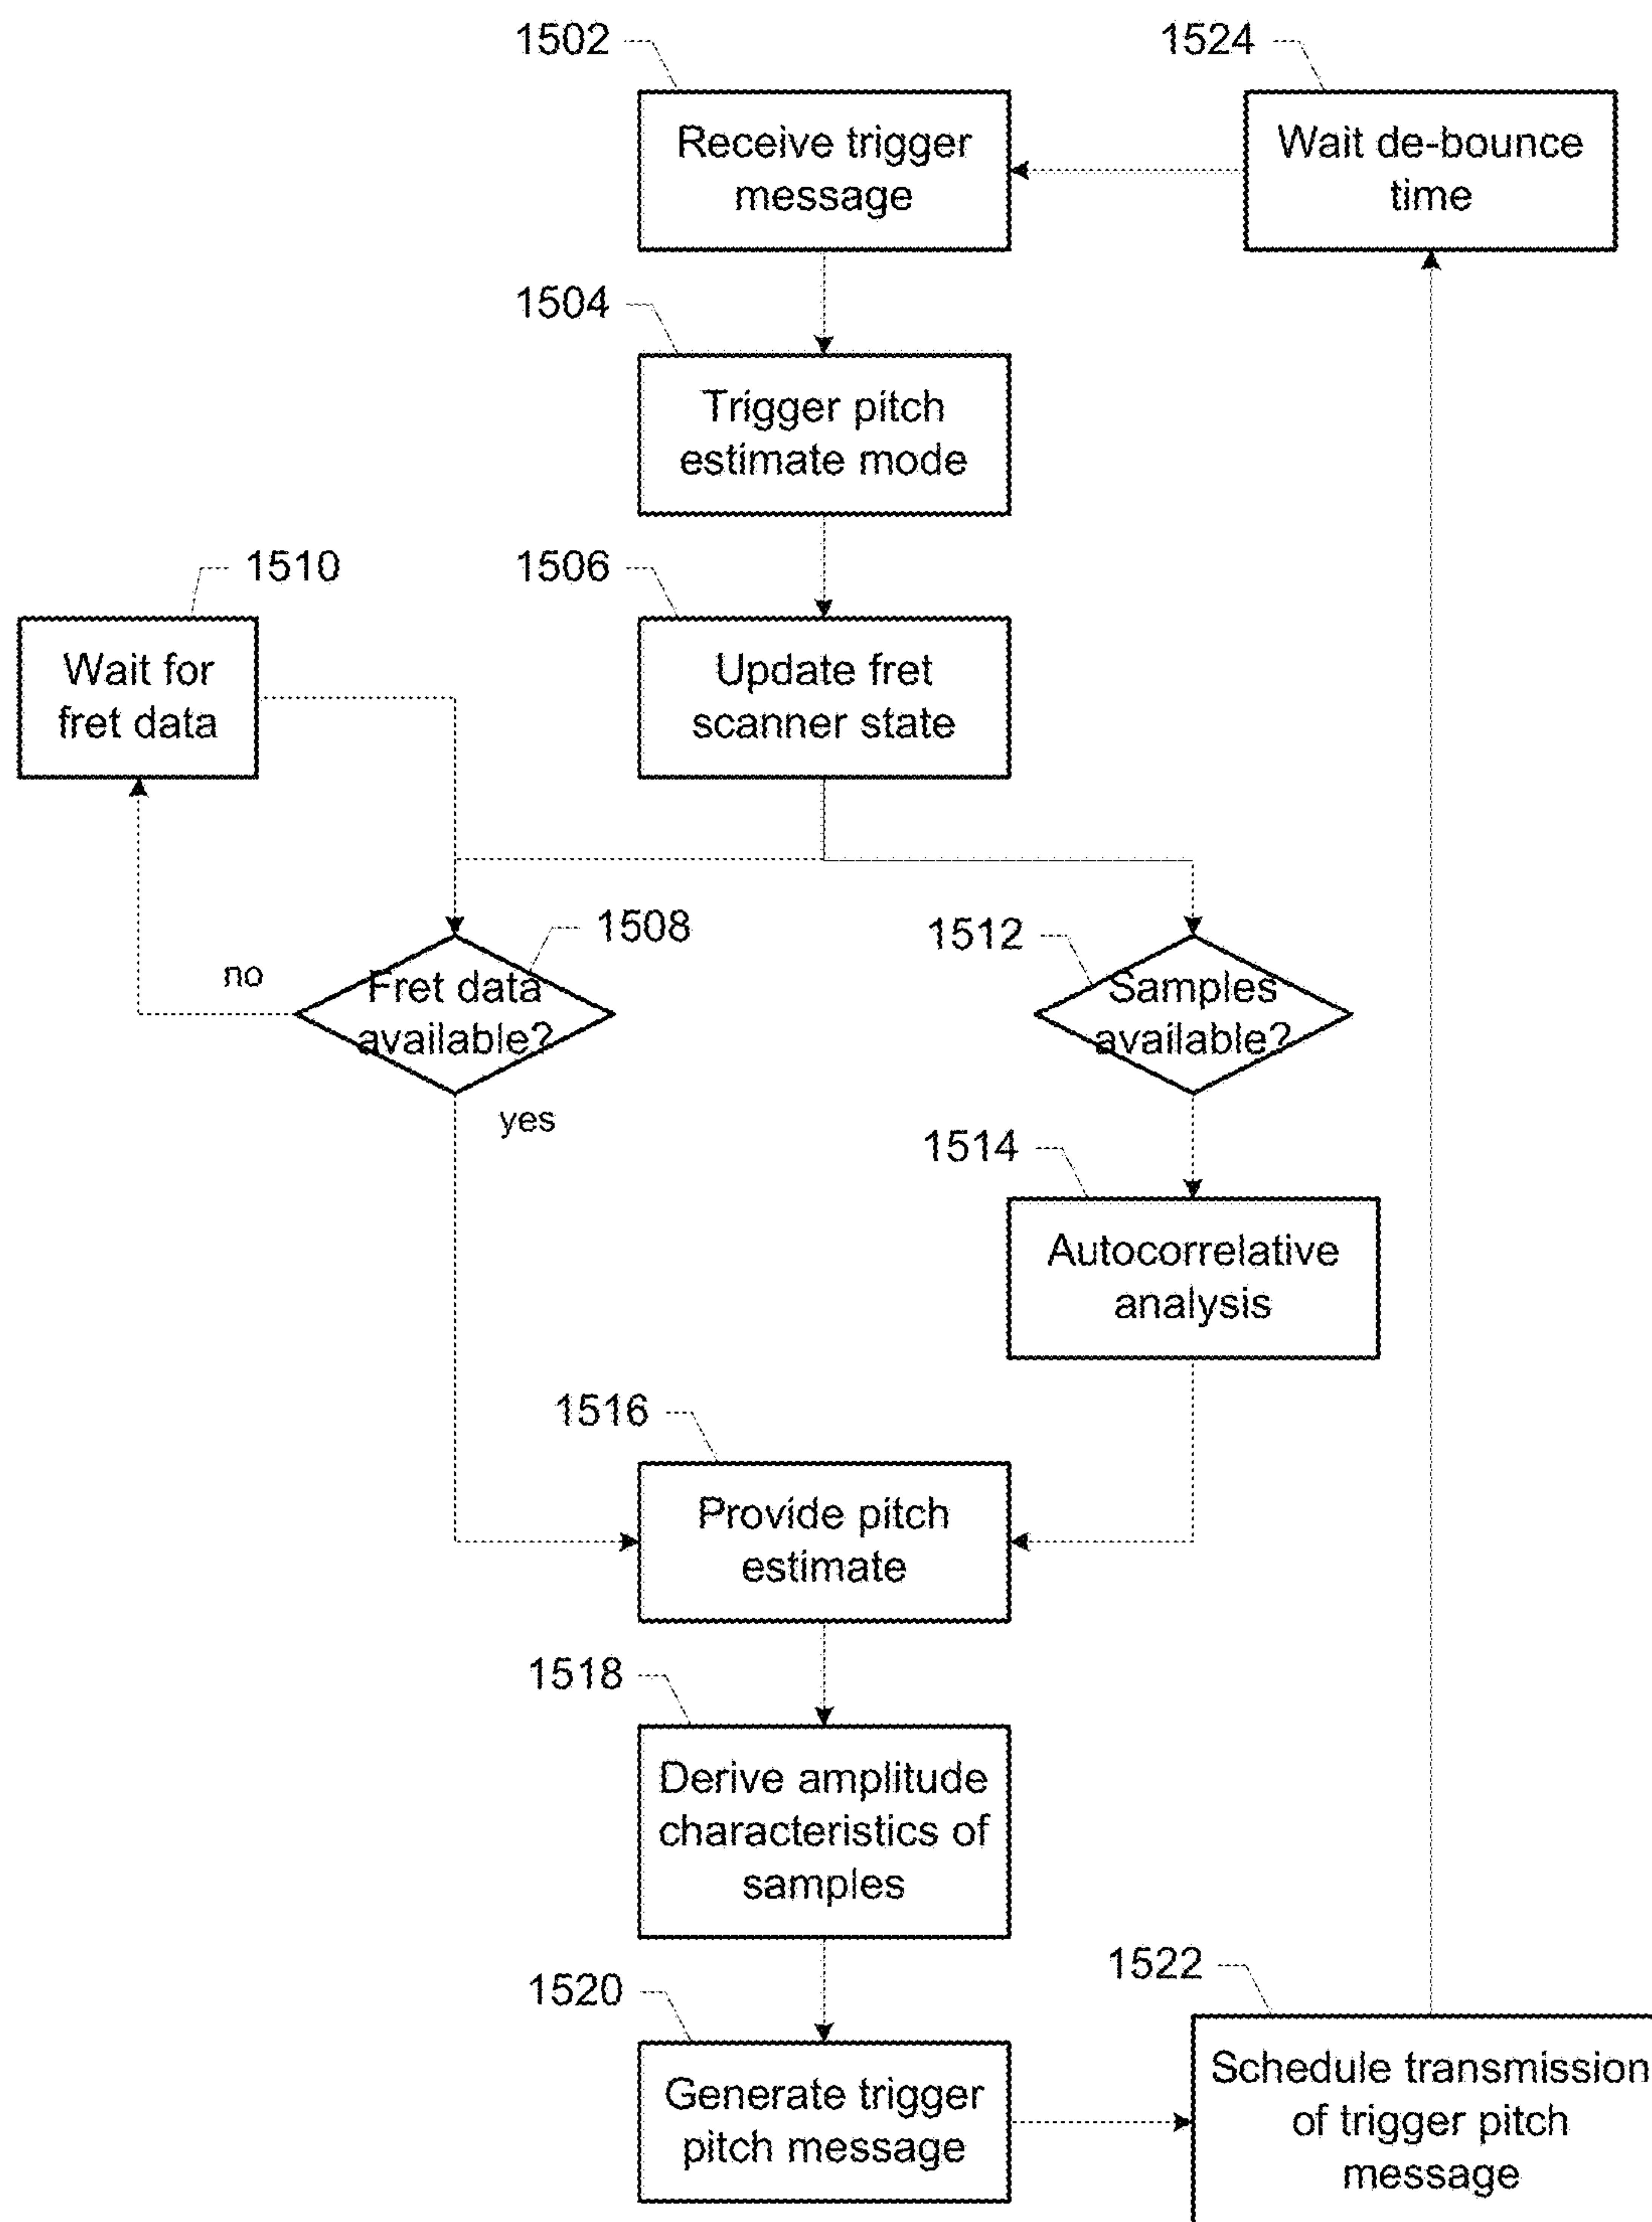 1502
1524
Receive trigger
message
Wait de-bounce
time
1504
Trigger pitch
estimate mode
1510
1506
Wait for
fret data
Update fret
scanner state
1508
1512
no
Fret data
available?
Samples
available?
yes
1514
Autocorrelative
analysis
1516
Provide pitch
estimate
1518
Derive amplitude
characteristics of
samples
1520
1522
Generate trigger
pitch message
Schedule transmission
of trigger pitch
message